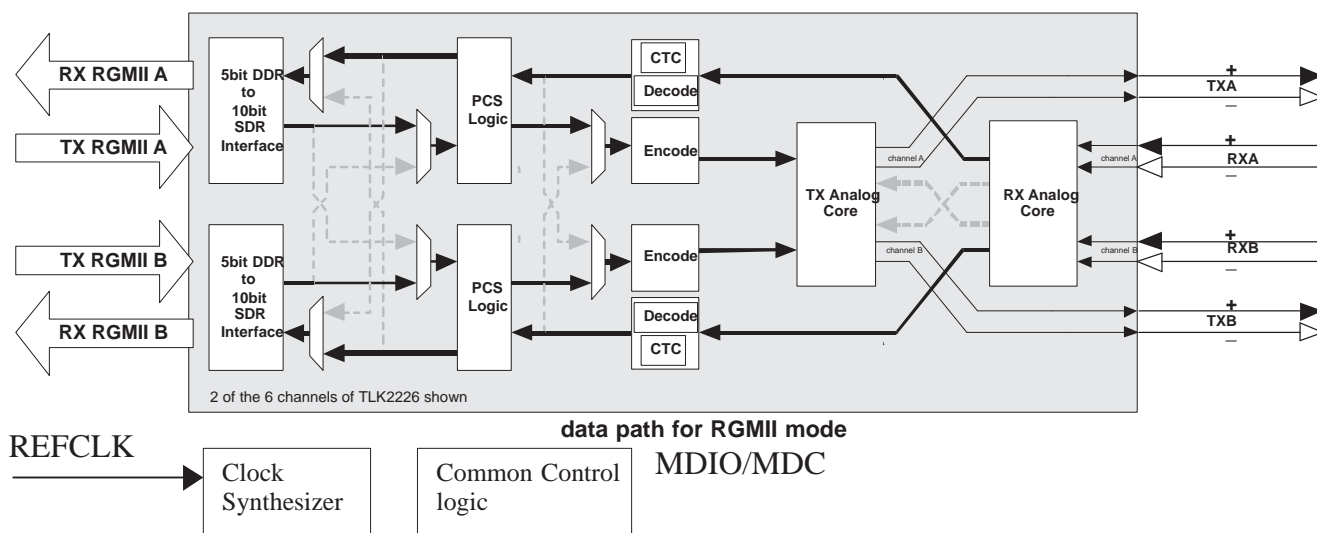 RX RGMII A
TX RGMII A
TX RGMII B
RX RGMII B
5bit DDR
to
10bit
SDR
Interface
PCS
Logic
CTC
Decode
Encode
TX Analog
Core
RX Analog
Core
channel A
channel A
+
TXA
_
+
RXA
_
5bit DDR
to
10bit
SDR
Interface
PCS
Logic
Encode
Decode
CTC
channel B
channel B
+
RXB
_
+
TXB
_
2 of the 6 channels of TLK2226 shown
data path for RGMII mode
REFCLK
Clock
Synthesizer
Common Control
logic
MDIO/MDC